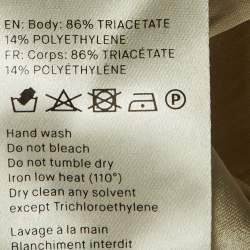 EN: Body: 86% TRIACETATE
14% POLYETHYLENE
FR: Corps: 86% TRIACÉTATE
14% POLYÉTHYLÈNE
P
Hand wash
Do not bleach
Do not tumble dry
Iron low heat (110°)
Dry clean any solvent
except Trichloroethylene
Lavage à la main
Blanchiment interdit